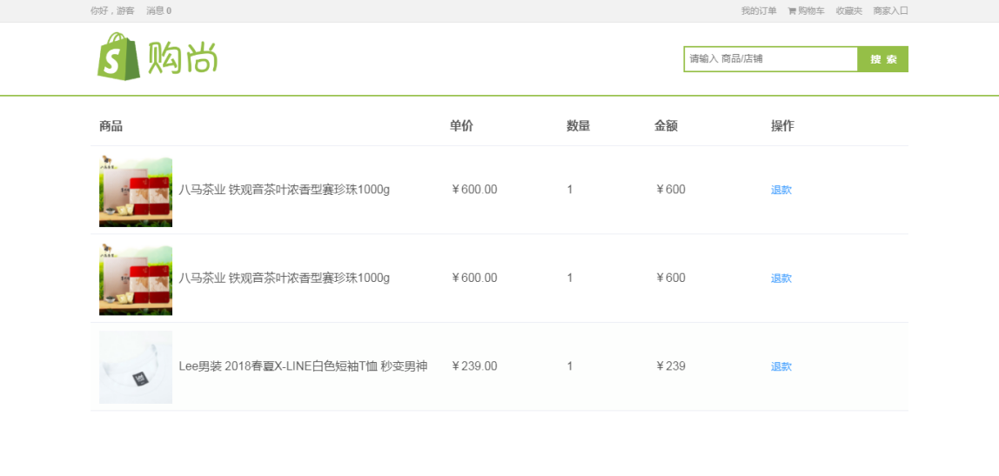 你好，游客 消息 0 我的订单 购物车 收藏夹 商家入口
购尚
请输入 商品/店铺 搜 索
商品 单价 数量 金额 操作
八马茶业 铁观音茶叶浓香型赛珍珠1000g ￥600.00 1 ￥600 退款
八马茶业 铁观音茶叶浓香型赛珍珠1000g ￥600.00 1 ￥600 退款
Lee男装 2018春夏X-LINE白色短袖T恤 秒变男神 ￥239.00 1 ￥239 退款